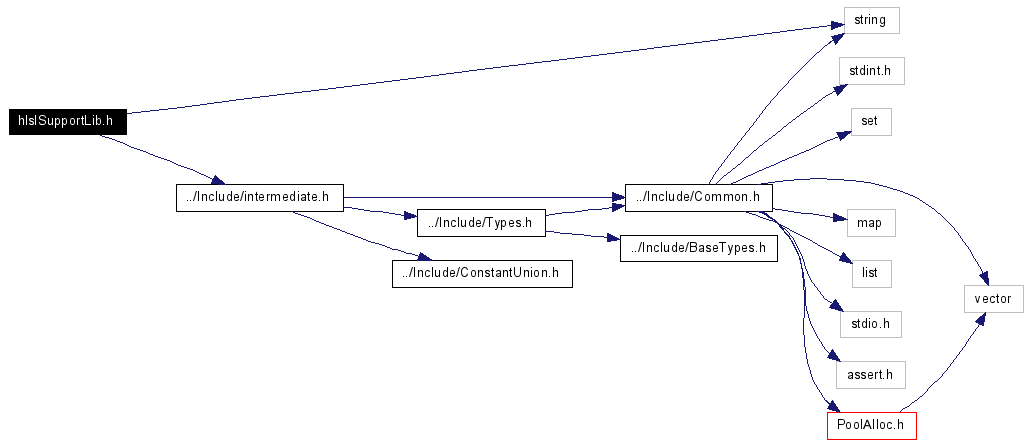 string
stdint.h
hlslSupportLib.h
set
../Include/intermediate.h
../Include/Common.h
../Include/Types.h
map
../Include/BaseTypes.h
../Include/ConstantUnion.h
list
vector
stdio.h
assert.h
PoolAlloc.h